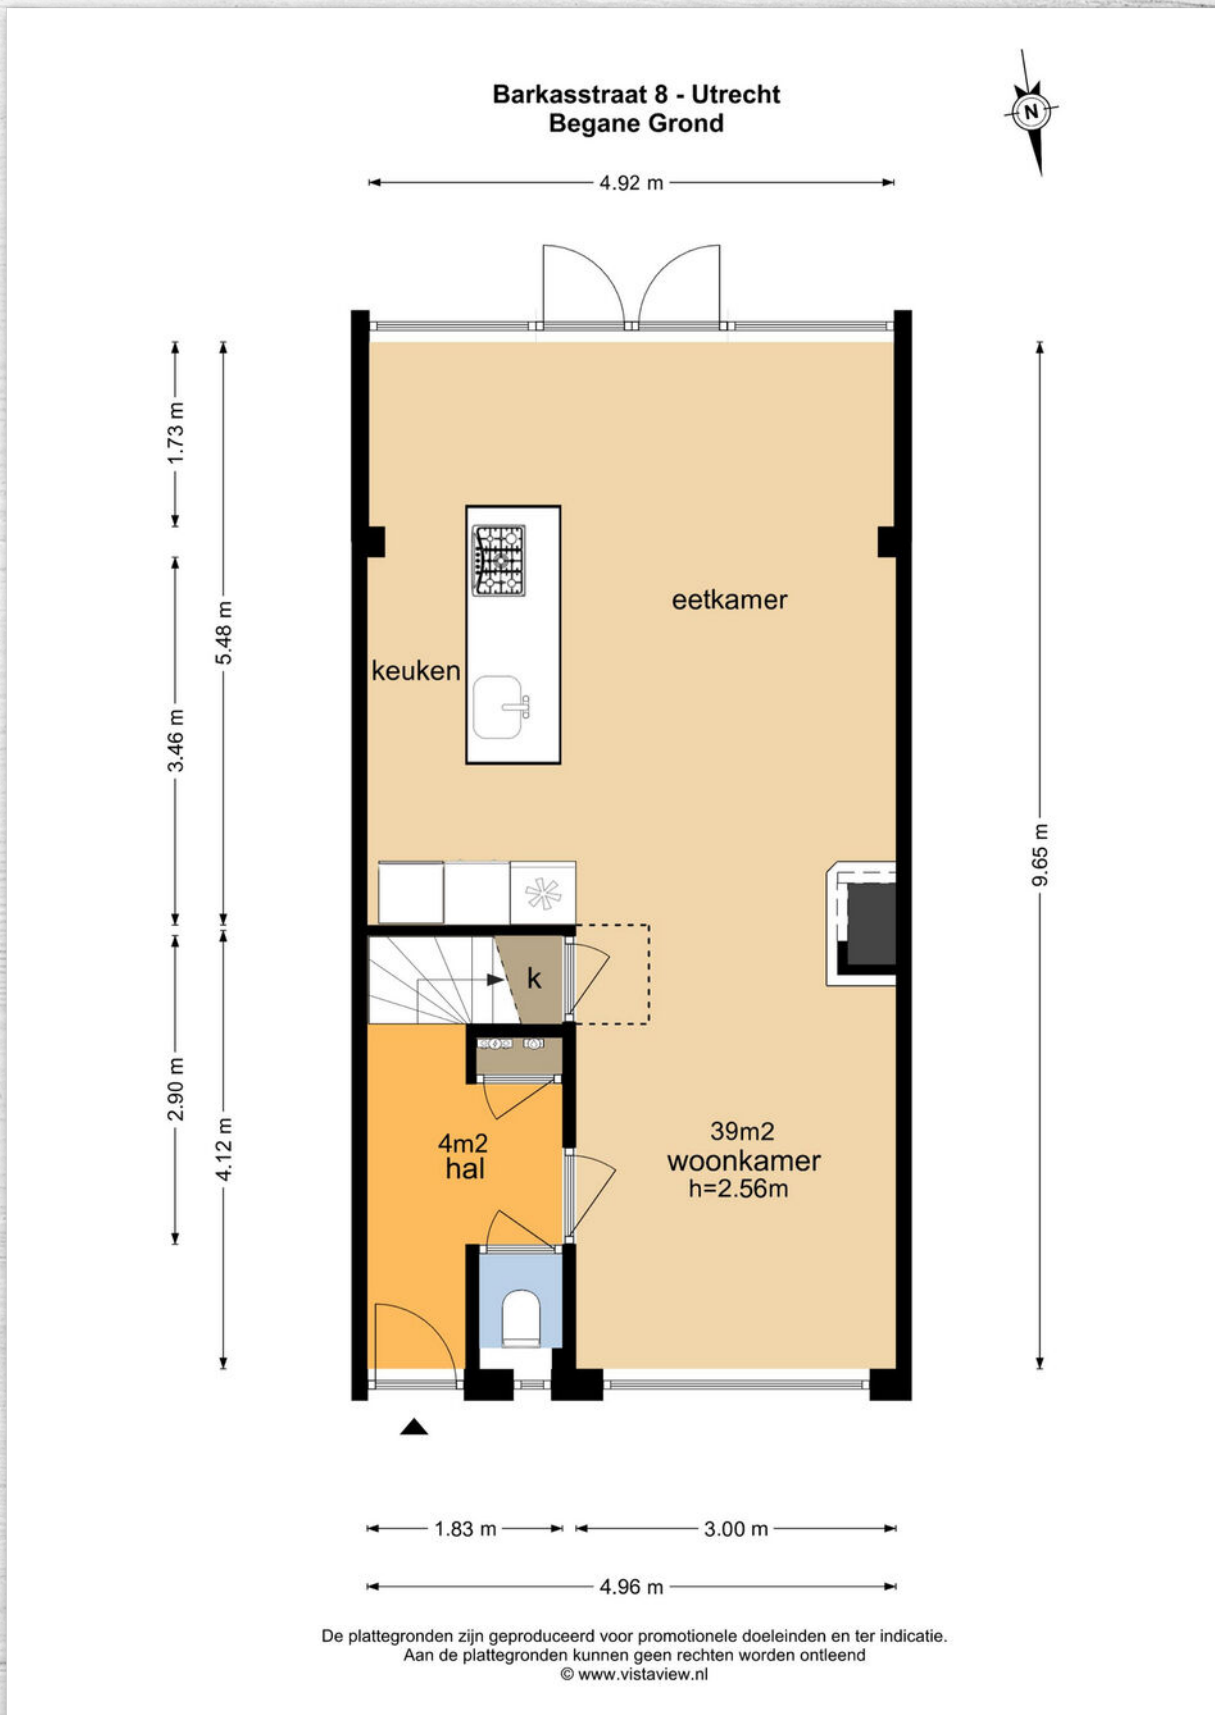 Barkasstraat 8 - Utrecht
Begane Grond
N
4.92 m
1.73 m
5.48 m
3.46 m
9.65 m
eetkamer
keuken
k
2.90 m
4.12 m
4m2
hal
39m2
woonkamer
h=2.56m
1.83 m
3.00 m
4.96 m
De plattegronden zijn geproduceerd voor promotionele doeleinden en ter indicatie.
Aan de plattegronden kunnen geen rechten worden ontleend
© www.vistaview.nl